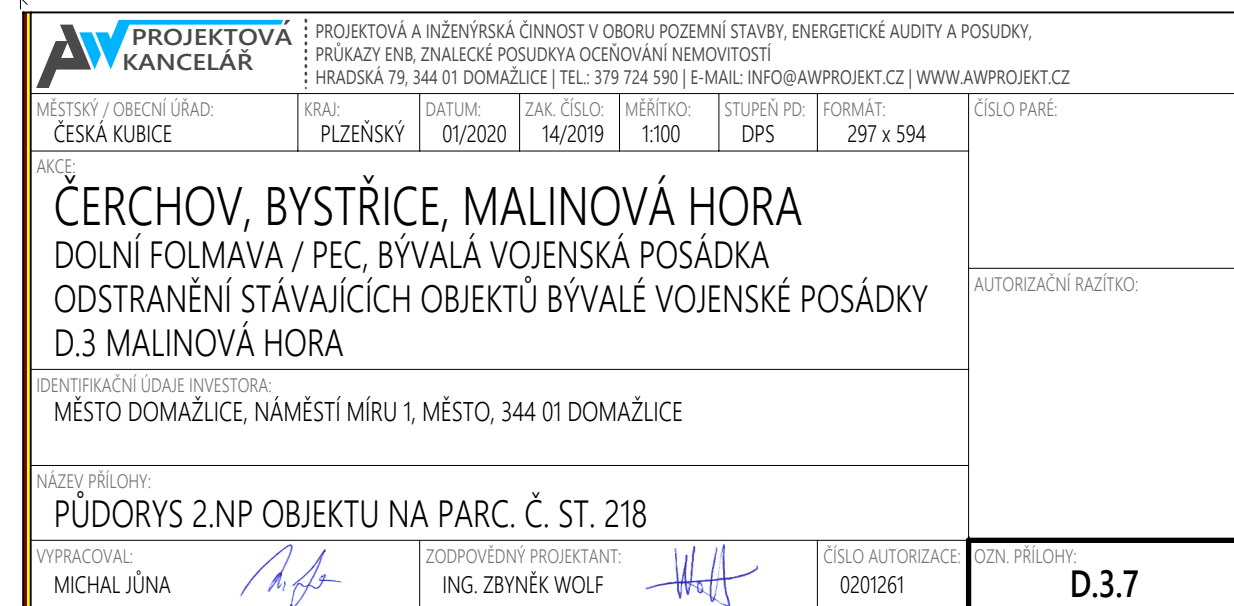 AW PROJEKTOVÁ KANCELÁŘ
PROJEKTOVÁ A INŽENÝRSKÁ ČINNOST V OBORU POZEMNÍ STAVBY, ENERGETICKÉ AUDITY A POSUDKY,
PRŮKAZY ENB, ZNALECKÉ POSUDKYA OCEŇOVÁNÍ NEMOVITOSTÍ
HRADSKÁ 79, 344 01 DOMAŽLICE | TEL.: 379 724 590 | E-MAIL: INFO@AWPROJEKT.CZ | WWW.AWPROJEKT.CZ
MĚSTSKÝ / OBECNÍ ÚŘAD:
ČESKÁ KUBICE
KRAJ:
PLZEŇSKÝ
DATUM:
01/2020
ZAK. ČÍSLO:
14/2019
MĚŘÍTKO:
1:100
STUPEŇ PD:
DPS
FORMÁT:
297 x 594
ČÍSLO PARÉ:
AKCE:
ČERCHOV, BYSTŘICE, MALINOVÁ HORA
DOLNÍ FOLMAVA / PEC, BÝVALÁ VOJENSKÁ POSÁDKA
ODSTRANĚNÍ STÁVAJÍCÍCH OBJEKTŮ BÝVALÉ VOJENSKÉ POSÁDKY
D.3 MALINOVÁ HORA
AUTORIZAČNÍ RAZÍTKO:
IDENTIFIKAČNÍ ÚDAJE INVESTORA:
MĚSTO DOMAŽLICE, NÁMĚSTÍ MÍRU 1, MĚSTO, 344 01 DOMAŽLICE
NÁZEV PŘÍLOHY:
PŮDORYS 2.NP OBJEKTU NA PARC. Č. ST. 218
VYPRACOVAL:
MICHAL JŮNA
ZODPOVĚDNÝ PROJEKTANT:
ING. ZBYNĚK WOLF
ČÍSLO AUTORIZACE:
0201261
OZN. PŘÍLOHY:
D.3.7